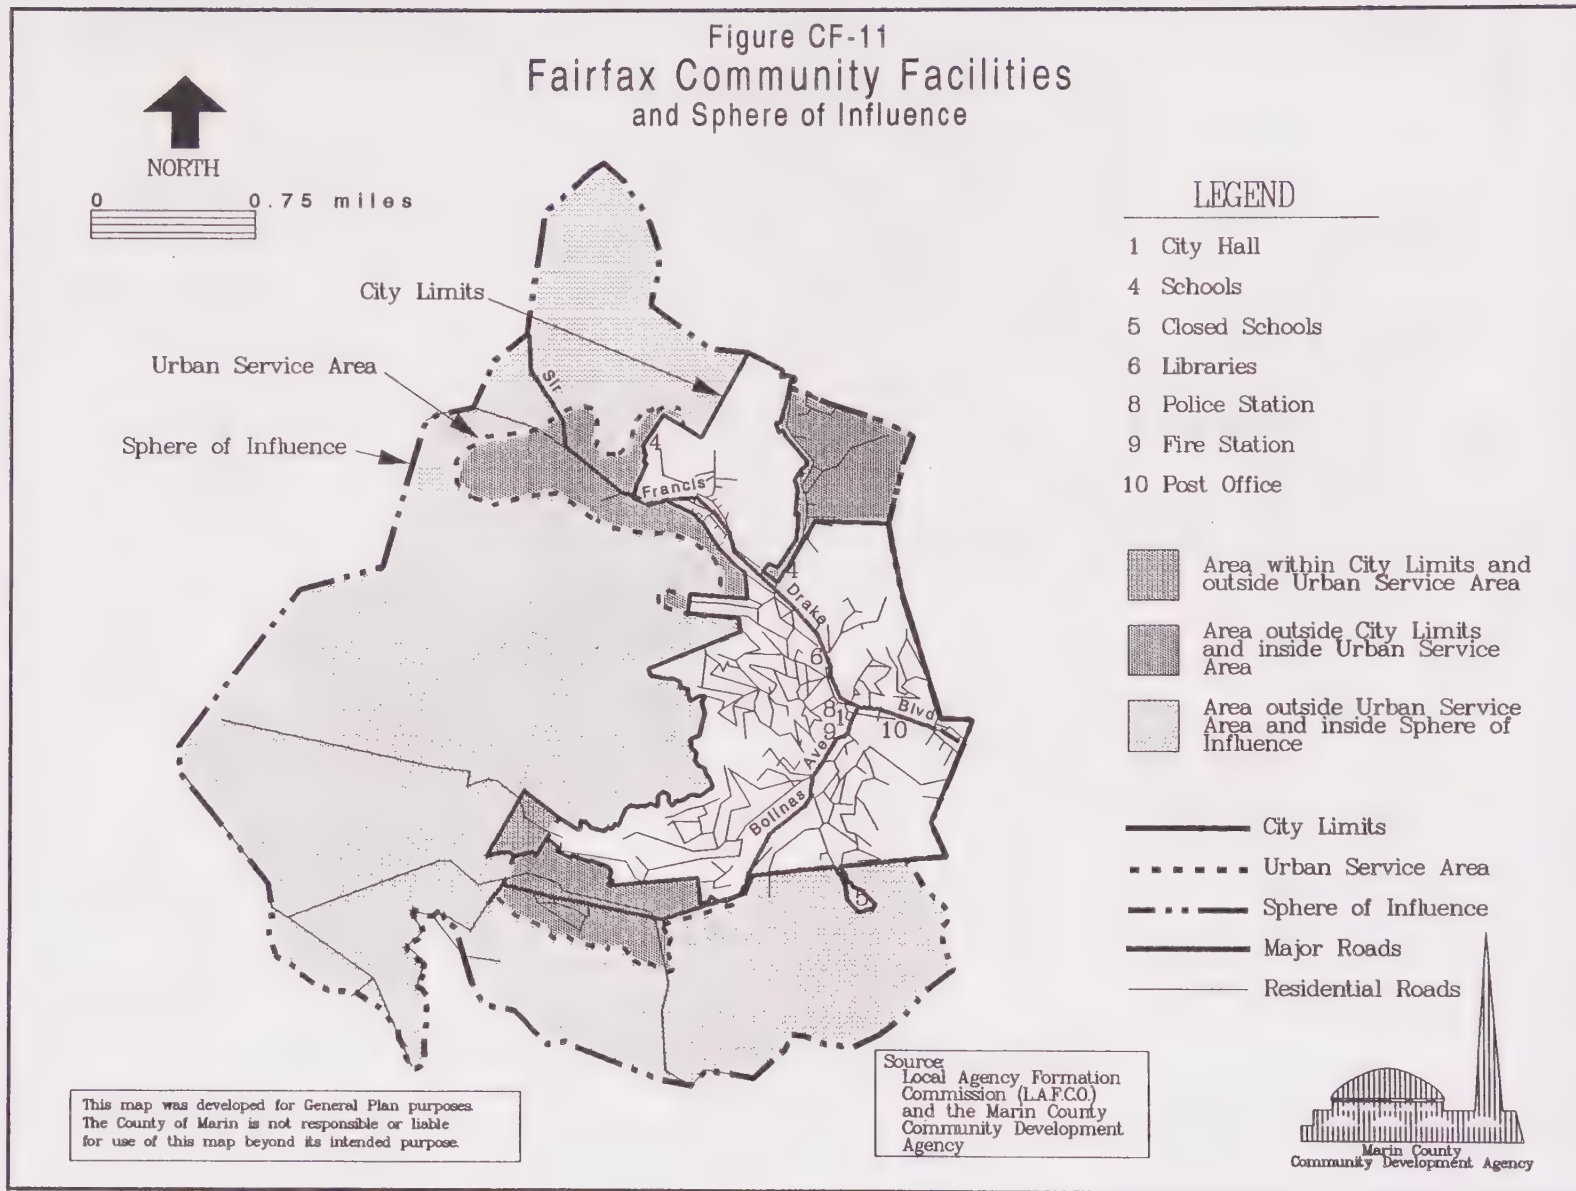 Figure CF-11
Fairfax Community Facilities
and Sphere of Influence
NORTH
0 0.75 miles
City Limits
Urban Service Area
Sphere of Influence
Sir
4
Francis
4
Drake
6
8
1
9
Blvd
10
Ave
Bolinas
5
LEGEND
1 City Hall
4 Schools
5 Closed Schools
6 Libraries
8 Police Station
9 Fire Station
10 Post Office
Area within City Limits and
outside Urban Service Area
Area outside City Limits
and inside Urban Service
Area
Area outside Urban Service
Area and inside Sphere of
Influence
City Limits
Urban Service Area
Sphere of Influence
Major Roads
Residential Roads
This map was developed for General Plan purposes.
The County of Marin is not responsible or liable
for use of this map beyond its intended purpose.
Source:
Local Agency Formation
Commission (L.A.F.C.O.)
and the Marin County
Community Development
Agency
Marin County
Community Development Agency